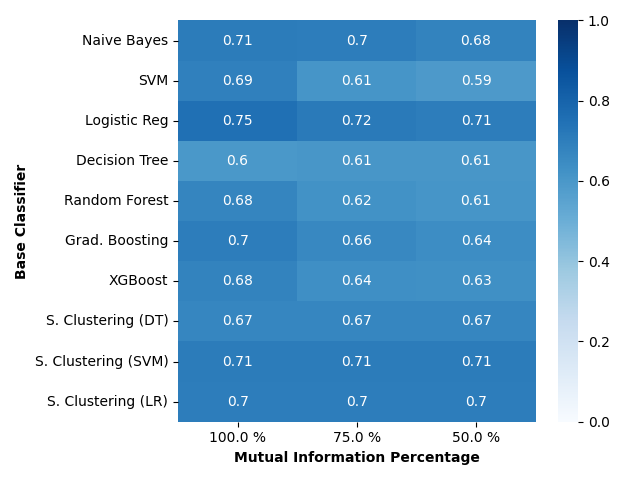 Naive Bayes 0.71 0.7 0.68
SVM 0.69 0.61 0.59
Logistic Reg 0.75 0.72 0.71
Decision Tree 0.6 0.61 0.61
Random Forest 0.68 0.62 0.61
Grad. Boosting 0.7 0.66 0.64
XGBoost 0.68 0.64 0.63
S. Clustering (DT) 0.67 0.67 0.67
S. Clustering (SVM) 0.71 0.71 0.71
S. Clustering (LR) 0.7 0.7 0.7
100.0 % 75.0 % 50.0 %
Mutual Information Percentage
Base Classifier
1.0
0.8
0.6
0.4
0.2
0.0